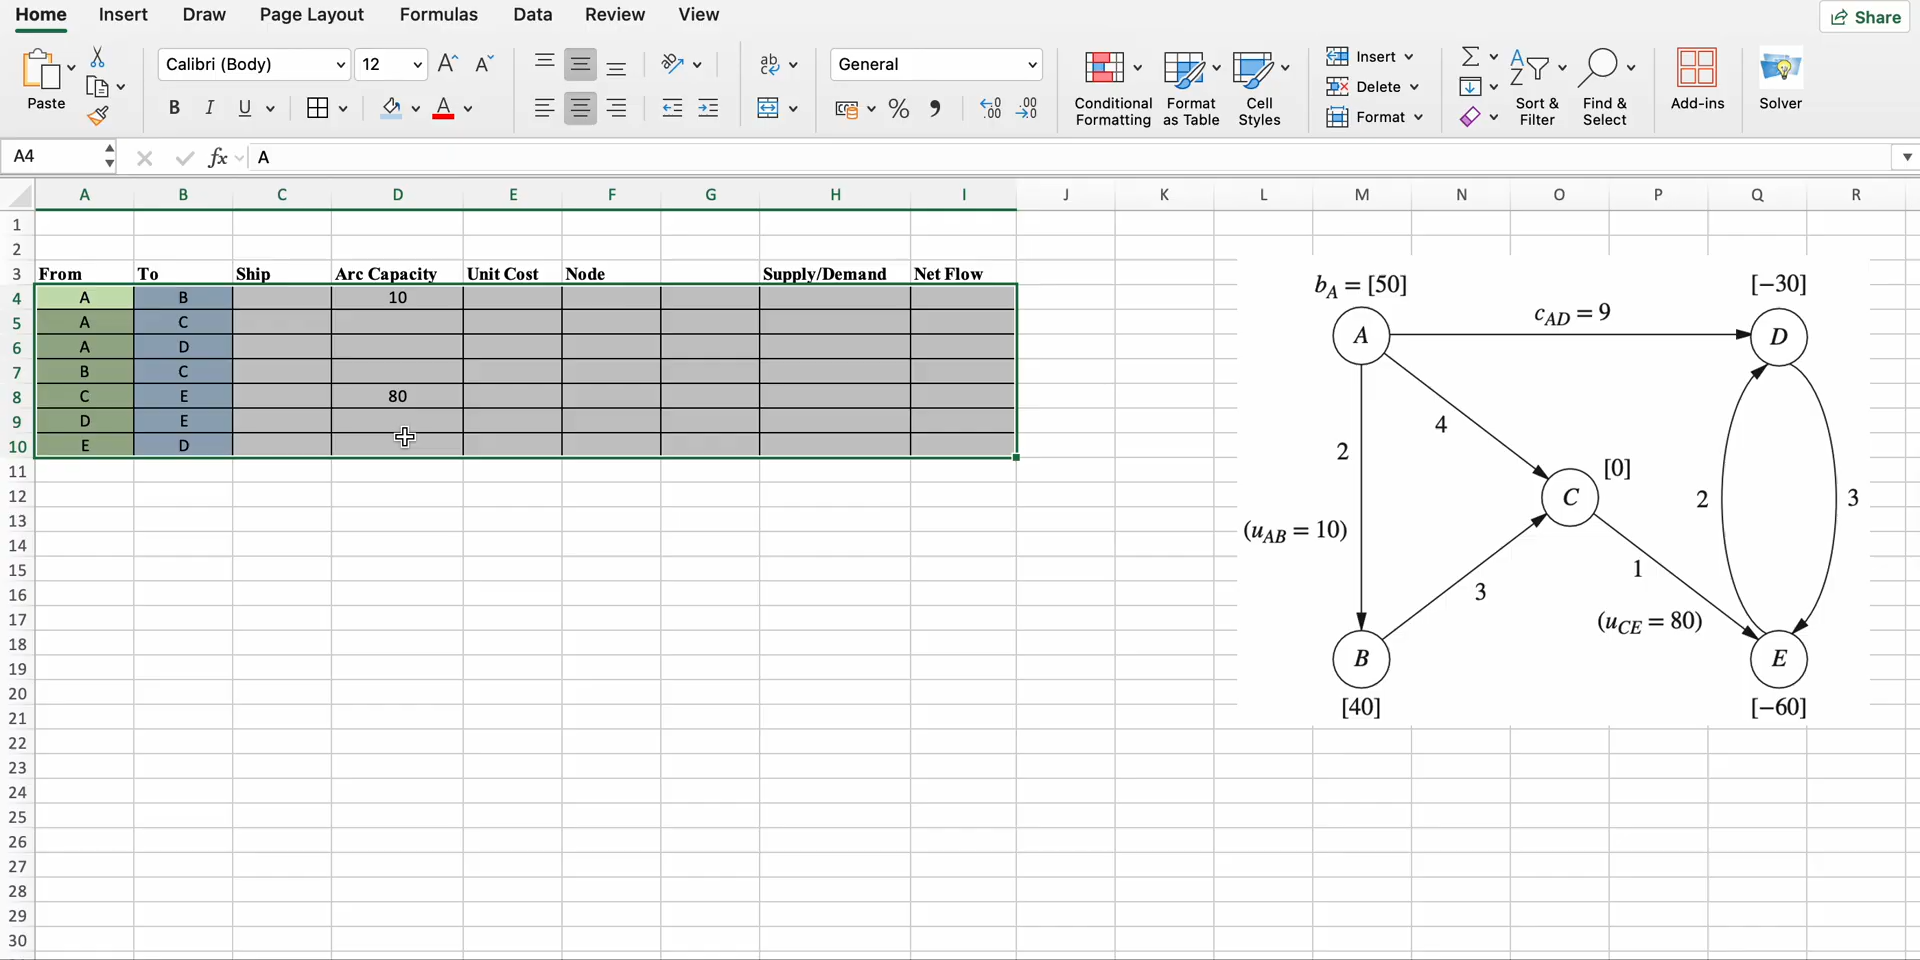 Home Insert Draw Page Layout Formulas Data Review View Share
Paste Calibri (Body) 12 A^ A˅ ab General Insert Delete Format
B I U A % , .00 .00
Conditional Formatting Format as Table Cell Styles Sort & Filter Find & Select Add-ins Solver
A4 fx A
A B C D E F G H I J K L M N O P Q R
1
2
3 From To Ship Arc Capacity Unit Cost Node Supply/Demand Net Flow
4 A B 10
5 A C
6 A D
7 B C
8 C E 80
9 D E
10 E D
11
12
13
14
15
16
17
18
19
20
21
22
23
24
25
26
27
28
29
30
b_A = [50] [−30]
c_AD = 9
A D
4
2 [0]
C 2 3
(u_AB = 10)
1
3
(u_CE = 80)
B E
[40] [−60]